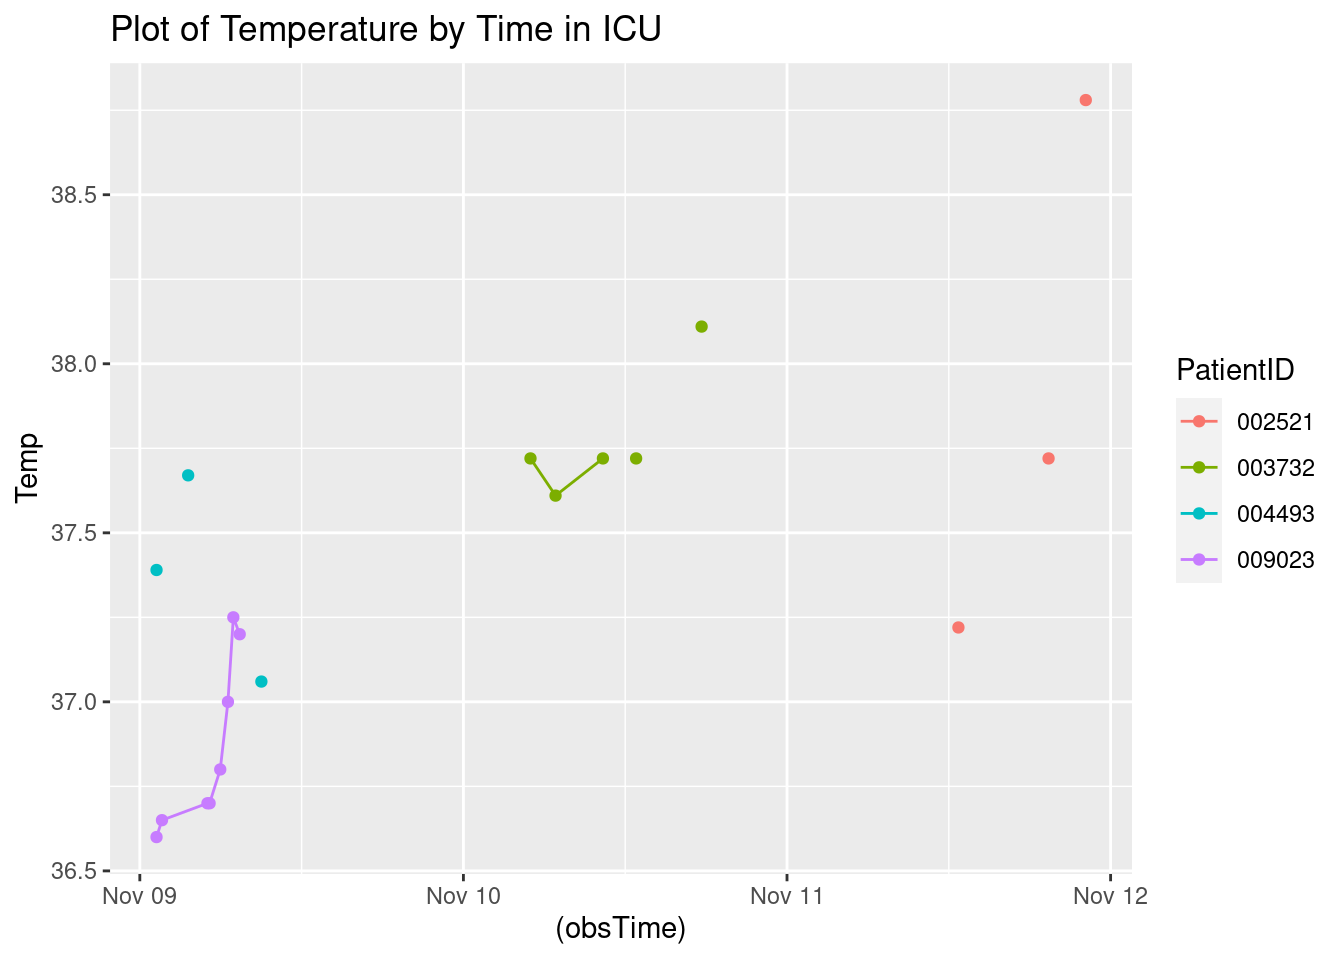 Plot of Temperature by Time in ICU
Temp
38.5
38.0
37.5
37.0
36.5
Nov 09 Nov 10 Nov 11 Nov 12
(obsTime)
PatientID
002521
003732
004493
009023